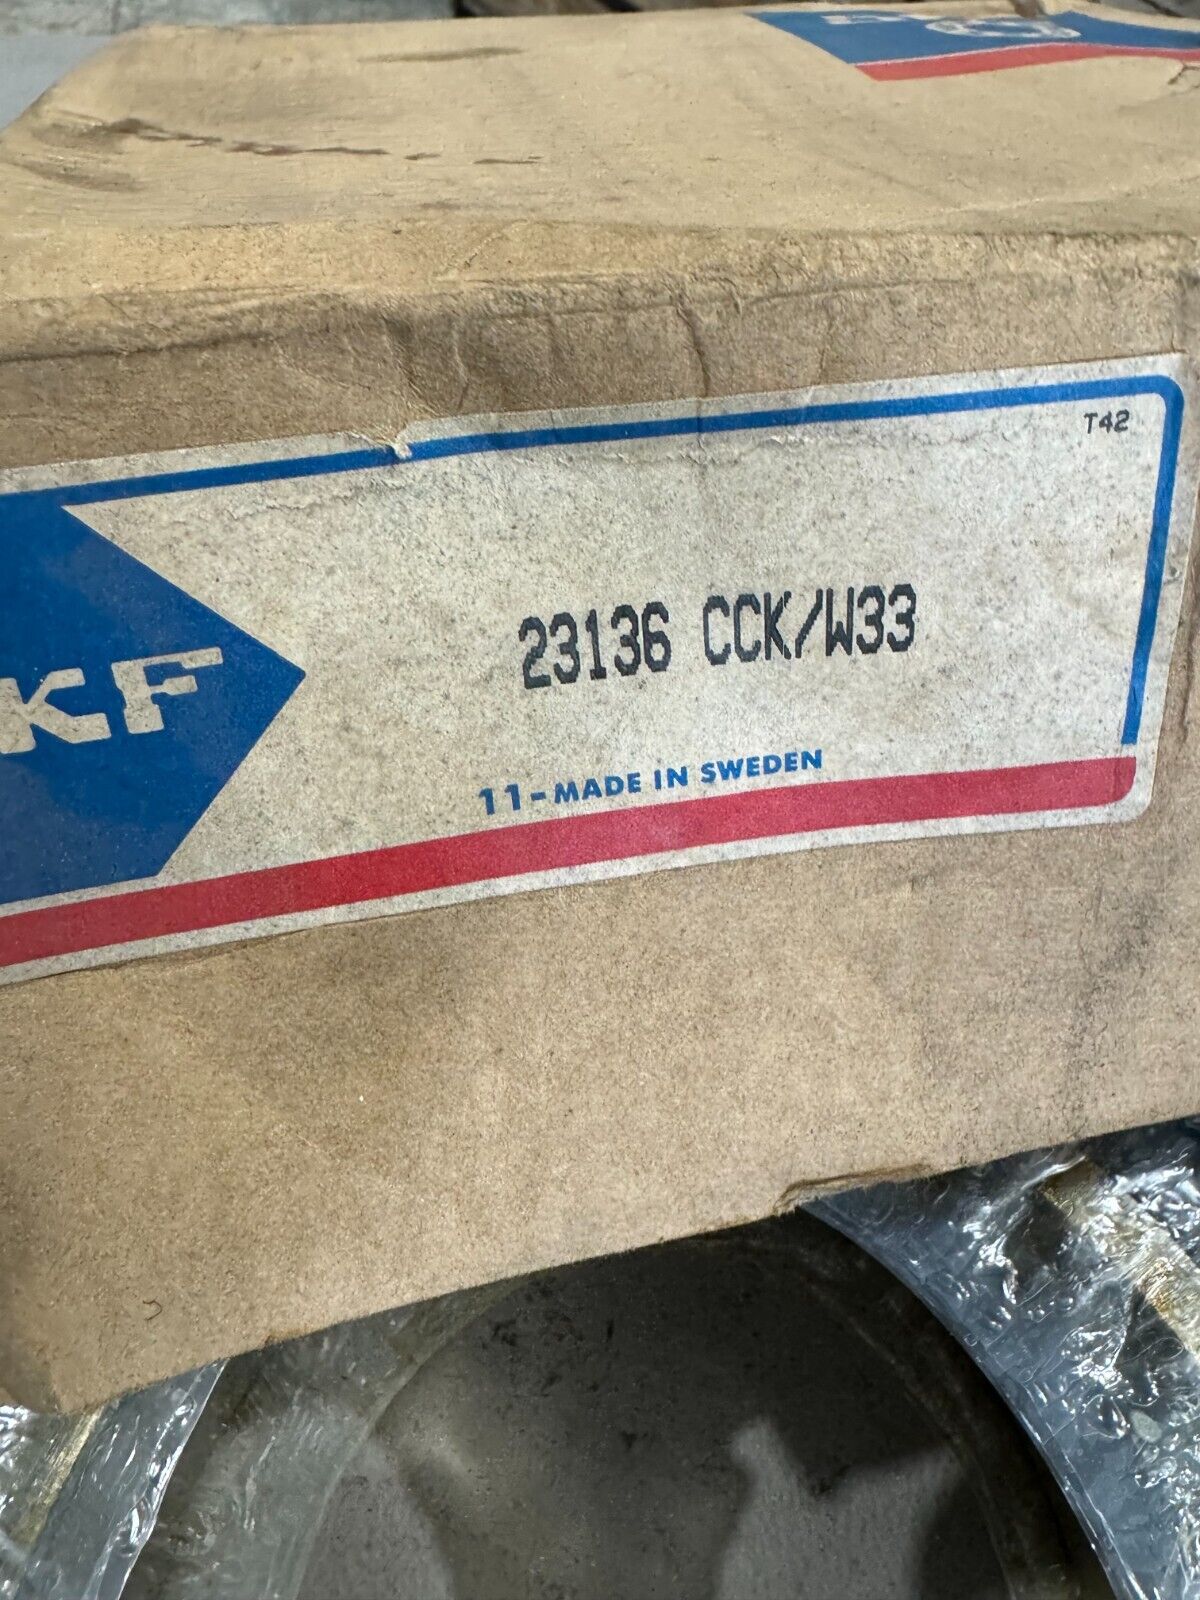 T42
KF
23136 CCK/W33
11-MADE IN SWEDEN